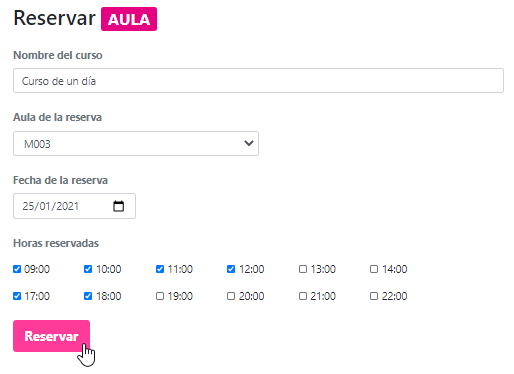 Reservar AULA
Nombre del curso
Curso de un día
Aula de la reserva
M003
Fecha de la reserva
25/01/2021
Horas reservadas
09:00 10:00 11:00 12:00 13:00 14:00
17:00 18:00 19:00 20:00 21:00 22:00
Reservar